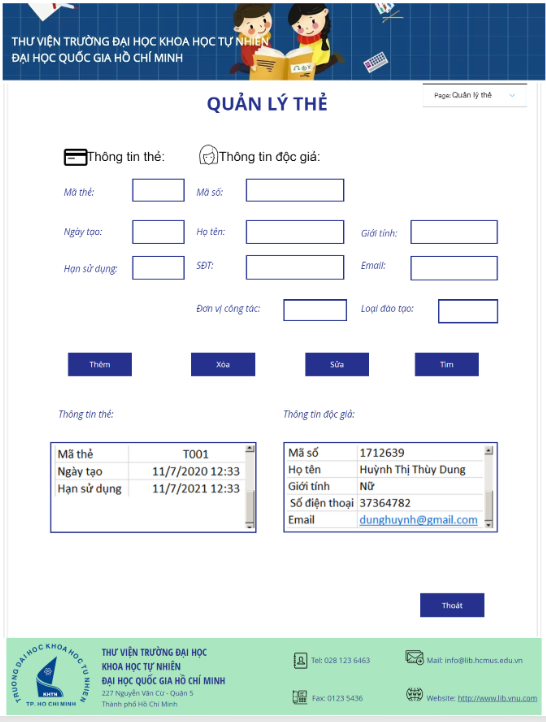 THƯ VIỆN TRƯỜNG ĐẠI HỌC KHOA HỌC TỰ NHIÊN
ĐẠI HỌC QUỐC GIA HỒ CHÍ MINH
QUẢN LÝ THẺ
Page: Quản lý thẻ
Thông tin thẻ: Thông tin độc giả:
Mã thẻ: Mã số:
Ngày tạo: Họ tên: Giới tính:
Hạn sử dụng: SĐT: Email:
Đơn vị công tác: Loại đào tạo:
Thêm Xóa Sửa Tìm
Thông tin thẻ: Thông tin độc giả:
Mã thẻ T001
Ngày tạo 11/7/2020 12:33
Hạn sử dụng 11/7/2021 12:33
Mã số 1712639
Họ tên Huỳnh Thị Thùy Dung
Giới tính Nữ
Số điện thoại 37364782
Email dunghuynh@gmail.com
Thoát
TRƯỜNG ĐẠI HỌC KHOA HỌC TỰ NHIÊN
KHTN
TP. HỒ CHÍ MINH
THƯ VIỆN TRƯỜNG ĐẠI HỌC
KHOA HỌC TỰ NHIÊN
ĐẠI HỌC QUỐC GIA HỒ CHÍ MINH
227 Nguyễn Văn Cừ - Quận 5
Thành phố Hồ Chí Minh
Tel: 028 123 6463
Fax: 0123 5436
Mail: info@lib.hcmus.edu.vn
Website: http://www.lib.vnu.com